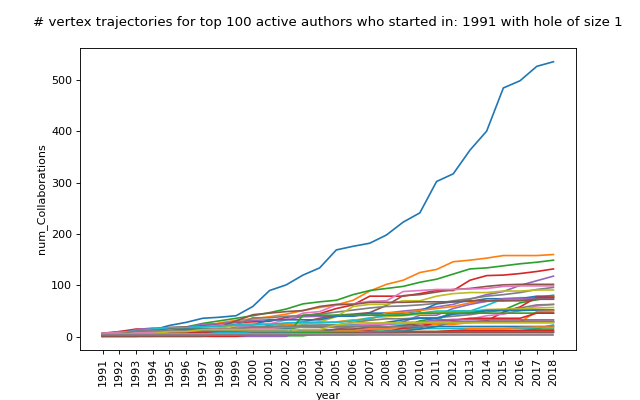 # vertex trajectories for top 100 active authors who started in: 1991 with hole of size 1
500
400
300
200
100
0
num_Collaborations
1991 1992 1993 1994 1995 1996 1997 1998 1999 2000 2001 2002 2003 2004 2005 2006 2007 2008 2009 2010 2011 2012 2013 2014 2015 2016 2017 2018
year